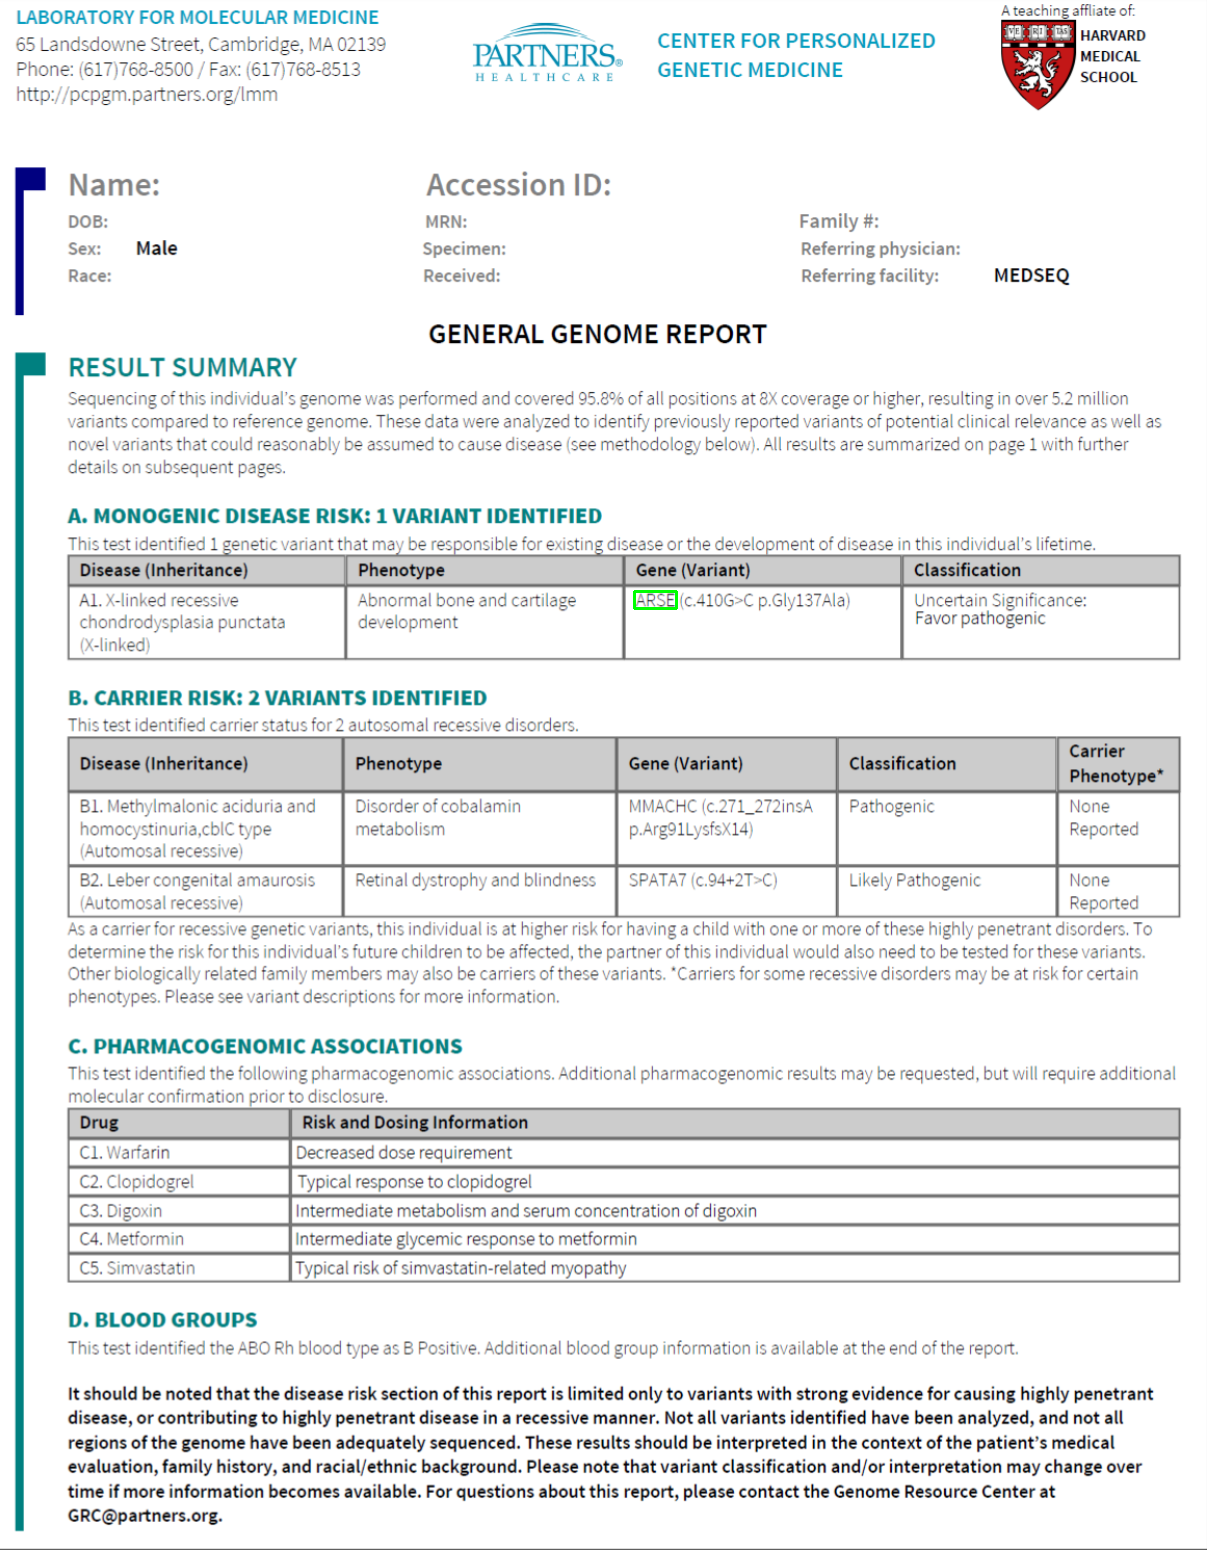 LABORATORY FOR MOLECULAR MEDICINE
65 Landsdowne Street, Cambridge, MA 02139
Phone: (617)768-8500 / Fax: (617)768-8513
http://pcpgm.partners.org/lmm
PARTNERS®
HEALTHCARE
CENTER FOR PERSONALIZED
GENETIC MEDICINE
A teaching affliate of:
VE RI TAS
HARVARD
MEDICAL
SCHOOL
Name: Accession ID:
DOB: MRN: Family #:
Sex: Male Specimen: Referring physician:
Race: Received: Referring facility: MEDSEQ
GENERAL GENOME REPORT
RESULT SUMMARY
Sequencing of this individual's genome was performed and covered 95.8% of all positions at 8X coverage or higher, resulting in over 5.2 million
variants compared to reference genome. These data were analyzed to identify previously reported variants of potential clinical relevance as well as
novel variants that could reasonably be assumed to cause disease (see methodology below). All results are summarized on page 1 with further
details on subsequent pages.
A. MONOGENIC DISEASE RISK: 1 VARIANT IDENTIFIED
This test identified 1 genetic variant that may be responsible for existing disease or the development of disease in this individual's lifetime.
Disease (Inheritance) Phenotype Gene (Variant) Classification
A1. X-linked recessive
chondrodysplasia punctata
(X-linked)
Abnormal bone and cartilage
development
ARSE (c.410G>C p.Gly137Ala)
Uncertain Significance:
Favor pathogenic
B. CARRIER RISK: 2 VARIANTS IDENTIFIED
This test identified carrier status for 2 autosomal recessive disorders.
Disease (Inheritance) Phenotype Gene (Variant) Classification Carrier
Phenotype*
B1. Methylmalonic aciduria and
homocystinuria,cblC type
(Automosal recessive)
Disorder of cobalamin
metabolism
MMACHC (c.271_272insA
p.Arg91LysfsX14)
Pathogenic
None
Reported
B2. Leber congenital amaurosis
(Automosal recessive)
Retinal dystrophy and blindness
SPATA7 (c.94+2T>C)
Likely Pathogenic
None
Reported
As a carrier for recessive genetic variants, this individual is at higher risk for having a child with one or more of these highly penetrant disorders. To
determine the risk for this individual's future children to be affected, the partner of this individual would also need to be tested for these variants.
Other biologically related family members may also be carriers of these variants. *Carriers for some recessive disorders may be at risk for certain
phenotypes. Please see variant descriptions for more information.
C. PHARMACOGENOMIC ASSOCIATIONS
This test identified the following pharmacogenomic associations. Additional pharmacogenomic results may be requested, but will require additional
molecular confirmation prior to disclosure.
Drug Risk and Dosing Information
C1. Warfarin Decreased dose requirement
C2. Clopidogrel Typical response to clopidogrel
C3. Digoxin Intermediate metabolism and serum concentration of digoxin
C4. Metformin Intermediate glycemic response to metformin
C5. Simvastatin Typical risk of simvastatin-related myopathy
D. BLOOD GROUPS
This test identified the ABO Rh blood type as B Positive. Additional blood group information is available at the end of the report.
It should be noted that the disease risk section of this report is limited only to variants with strong evidence for causing highly penetrant
disease, or contributing to highly penetrant disease in a recessive manner. Not all variants identified have been analyzed, and not all
regions of the genome have been adequately sequenced. These results should be interpreted in the context of the patient's medical
evaluation, family history, and racial/ethnic background. Please note that variant classification and/or interpretation may change over
time if more information becomes available. For questions about this report, please contact the Genome Resource Center at
GRC@partners.org.